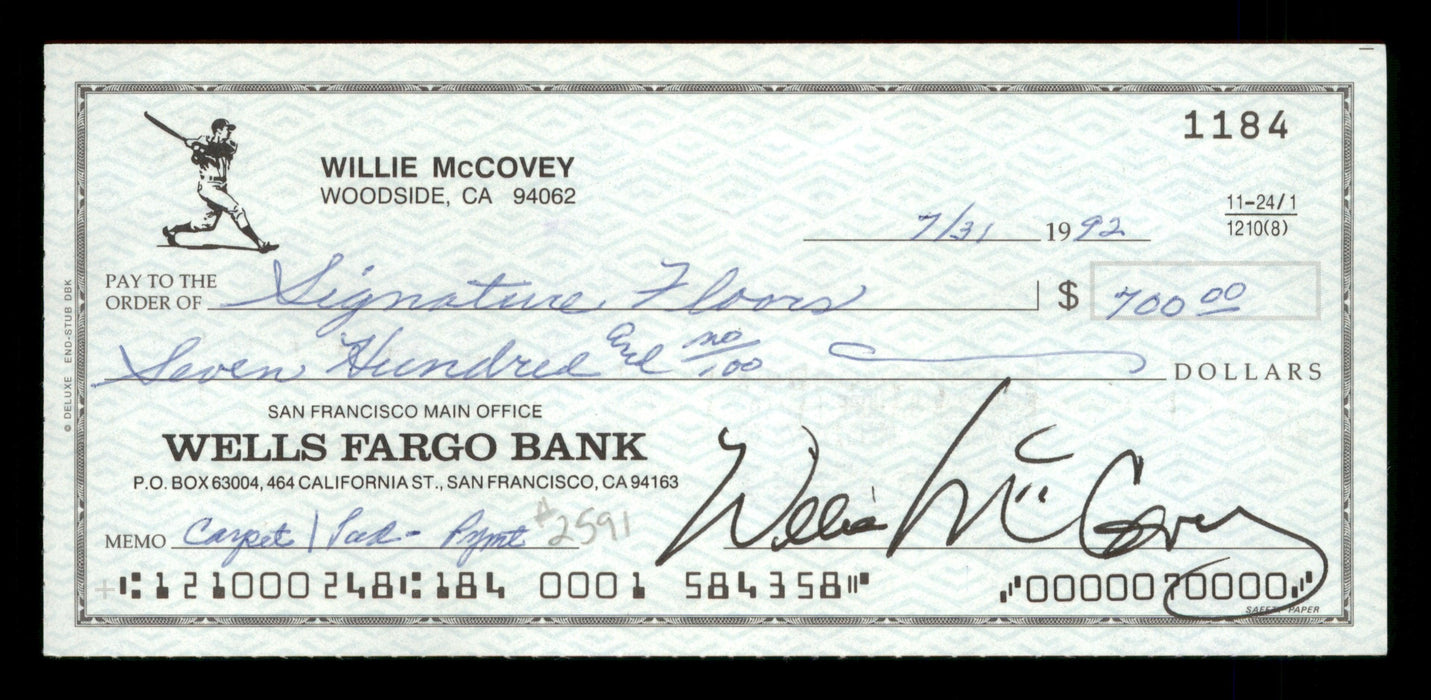 1184
WILLIE McCOVEY
WOODSIDE, CA 94062
11-24/1
1210(8)
7/31 1992
PAY TO THE
ORDER OF Signature Floors $ 700 00
Seven Hundred and no/100 DOLLARS
SAN FRANCISCO MAIN OFFICE
WELLS FARGO BANK
P.O. BOX 63004, 464 CALIFORNIA ST., SAN FRANCISCO, CA 94163
Willie McCovey
MEMO Carpet / Pad - Pymt #2591
⑆121000248⑆184 0001 584358⑈ ⑇0000070000⑇
SAFETY PAPER
© DELUXE END-STUB DBK